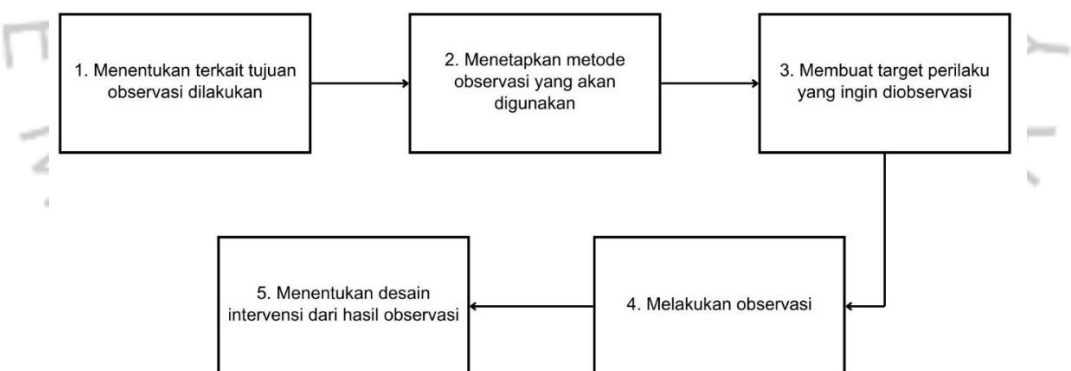 1. Menentukan terkait tujuan
observasi dilakukan
2. Menetapkan metode
observasi yang akan
digunakan
3. Membuat target perilaku
yang ingin diobservasi
5. Menentukan desain
intervensi dari hasil observasi
4. Melakukan observasi